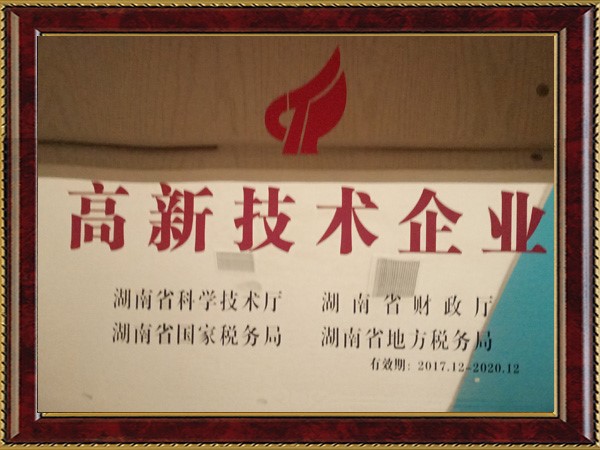 高新技术企业
湖南省科学技术厅 湖南省财政厅
湖南省国家税务局 湖南省地方税务局
有效期：2017.12-2020.12